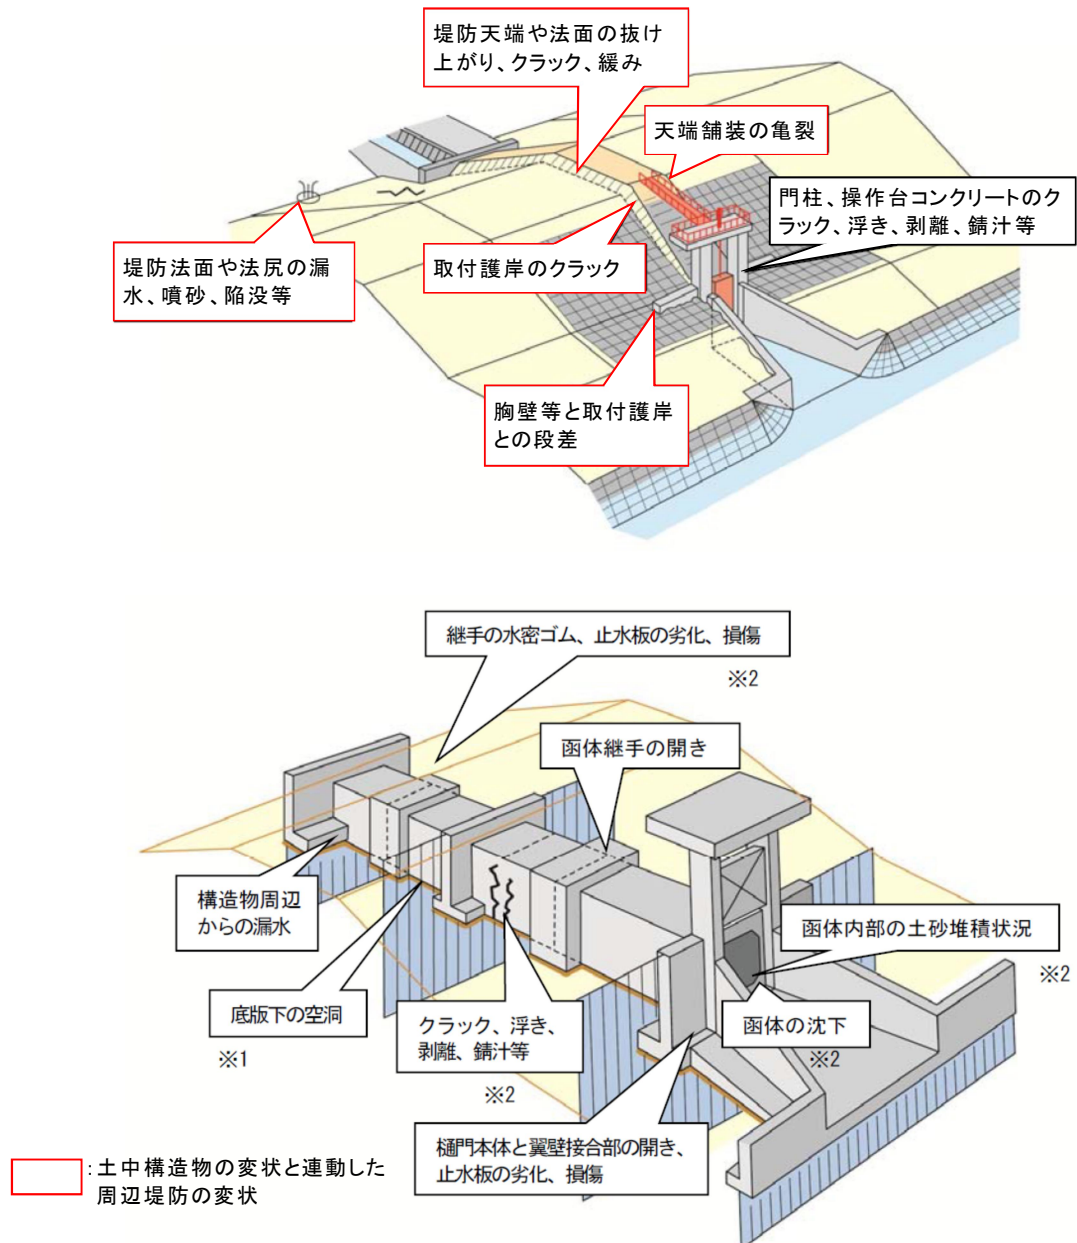 堤防天端や法面の抜け
上がり、クラック、緩み
天端舗装の亀裂
門柱、操作台コンクリートのク
ラック、浮き、剥離、錆汁等
堤防法面や法尻の漏
水、噴砂、陥没等
取付護岸のクラック
胸壁等と取付護岸
との段差
継手の水密ゴム、止水板の劣化、損傷
※2
函体継手の開き
構造物周辺
からの漏水
函体内部の土砂堆積状況
※2
底版下の空洞
※1
クラック、浮き、
剥離、錆汁等
※2
函体の沈下
※2
樋門本体と翼壁接合部の開き、
止水板の劣化、損傷
:土中構造物の変状と連動した
周辺堤防の変状